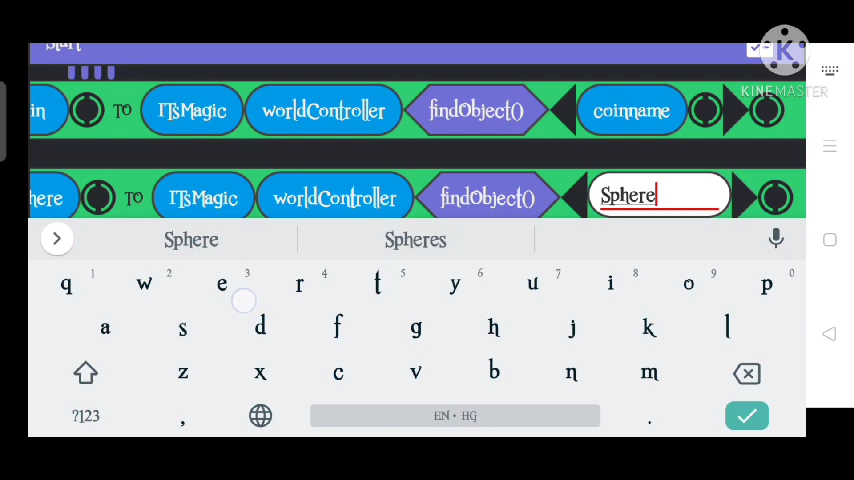 Start
K
KINEMASTER
in TO ITsMagic worldController findObject() coinname
here TO ITsMagic worldController findObject() Sphere
Sphere Spheres
q 1 w 2 e 3 r 4 t 5 y 6 u 7 i 8 o 9 p 0
a s d f g h j k l
z x c v b n m
?123 , EN • HG .